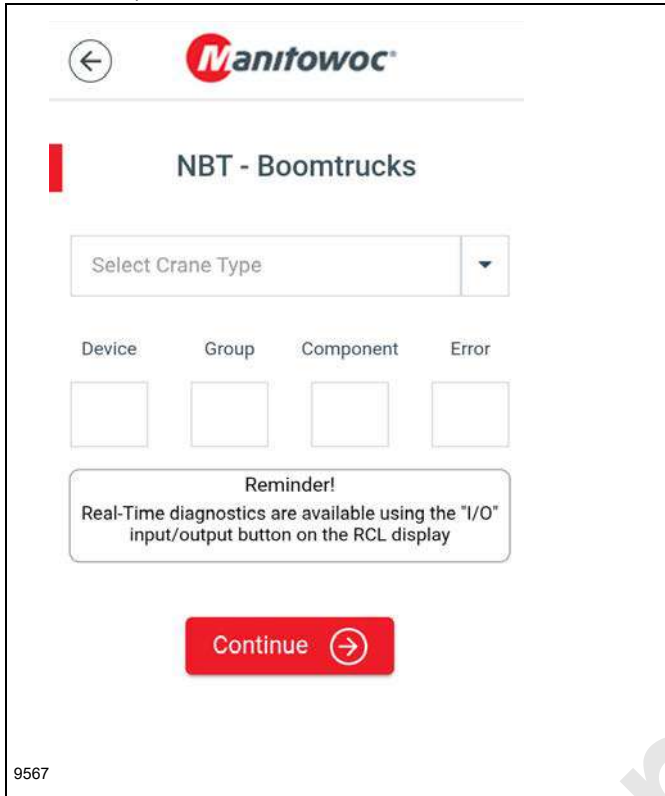 Manitowoc®
NBT - Boomtrucks
Select Crane Type
Device Group Component Error
Reminder!
Real-Time diagnostics are available using the "I/O"
input/output button on the RCL display
Continue
9567